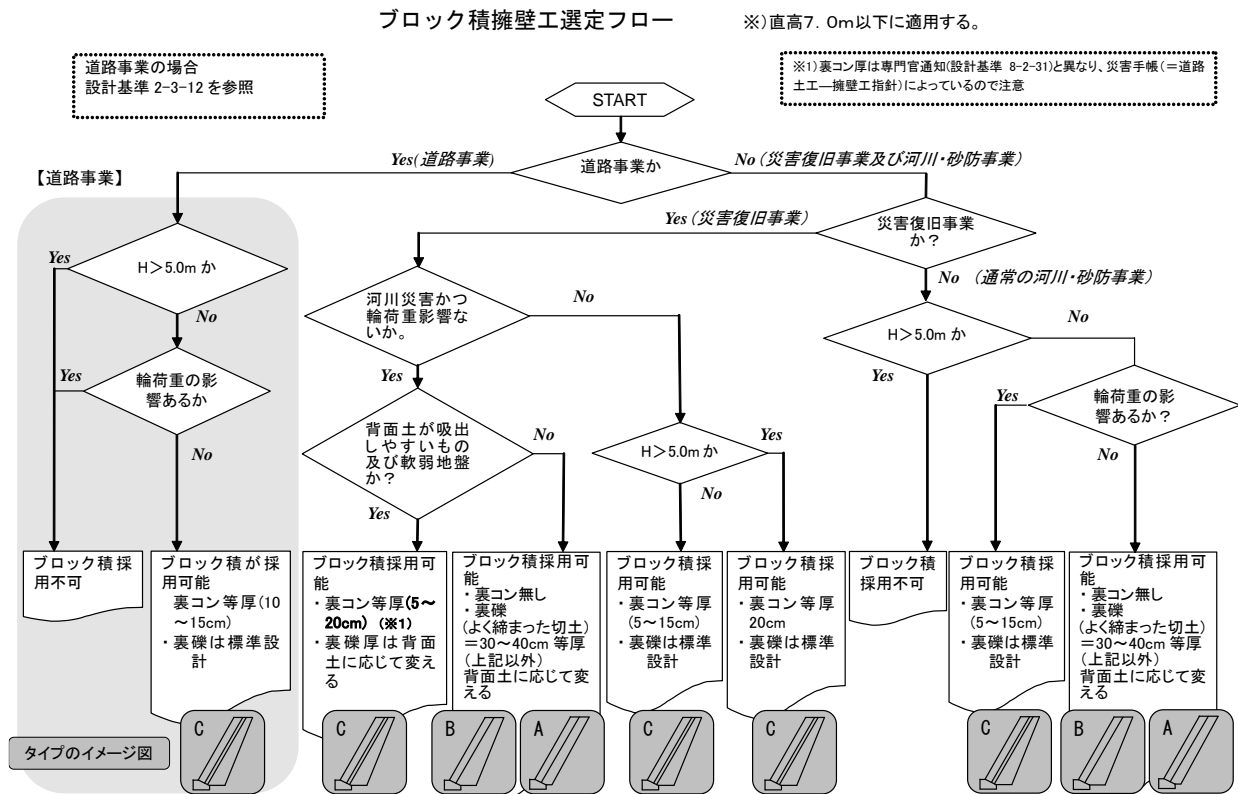 ブロック積擁壁工選定フロー
※)直高7．0m以下に適用する。
道路事業の場合
設計基準 2-3-12 を参照
※1)裏コン厚は専門官通知(設計基準 8-2-31)と異なり、災害手帳(＝道路
土工―擁壁工指針)によっているので注意
START
道路事業か
Yes(道路事業)
No (災害復旧事業及び河川・砂防事業)
【道路事業】
Yes (災害復旧事業)
災害復旧事業
か？
H＞5.0m か
Yes
No
河川災害かつ
輪荷重影響な
いか。
No
Yes
No
(通常の河川・砂防事業)
H＞5.0m か
No
Yes
輪荷重の影
響あるか
Yes
No
背面土が吸出
しやすいもの
及び軟弱地盤
か？
No
Yes
H＞5.0m か
Yes
No
輪荷重の影
響あるか？
Yes
No
ブロック積採
用不可
ブロック積が採
用可能
裏コン等厚(10
～15cm)
・裏礫は標準設
計
ブロック積採用可
能
・裏コン等厚(5～
20cm) (※1)
・裏礫厚は背面
土に応じて変え
る
ブロック積採用可
能
・裏コン無し
・裏礫
(よく締まった切土)
＝30～40cm 等厚
(上記以外)
背面土に応じて変
える
ブロック積採
用可能
・裏コン等厚
(5～15cm)
・裏礫は標準
設計
ブロック積採
用可能
・裏コン等厚
20cm
・裏礫は標準
設計
ブロック積
採用不可
ブロック積採
用可能
・裏コン等厚
(5～15cm)
・裏礫は標準
設計
ブロック積採用可
能
・裏コン無し
・裏礫
(よく締まった切土)
＝30～40cm 等厚
(上記以外)
背面土に応じて変
える
タイプのイメージ図
C
C
B
A
C
C
C
B
A